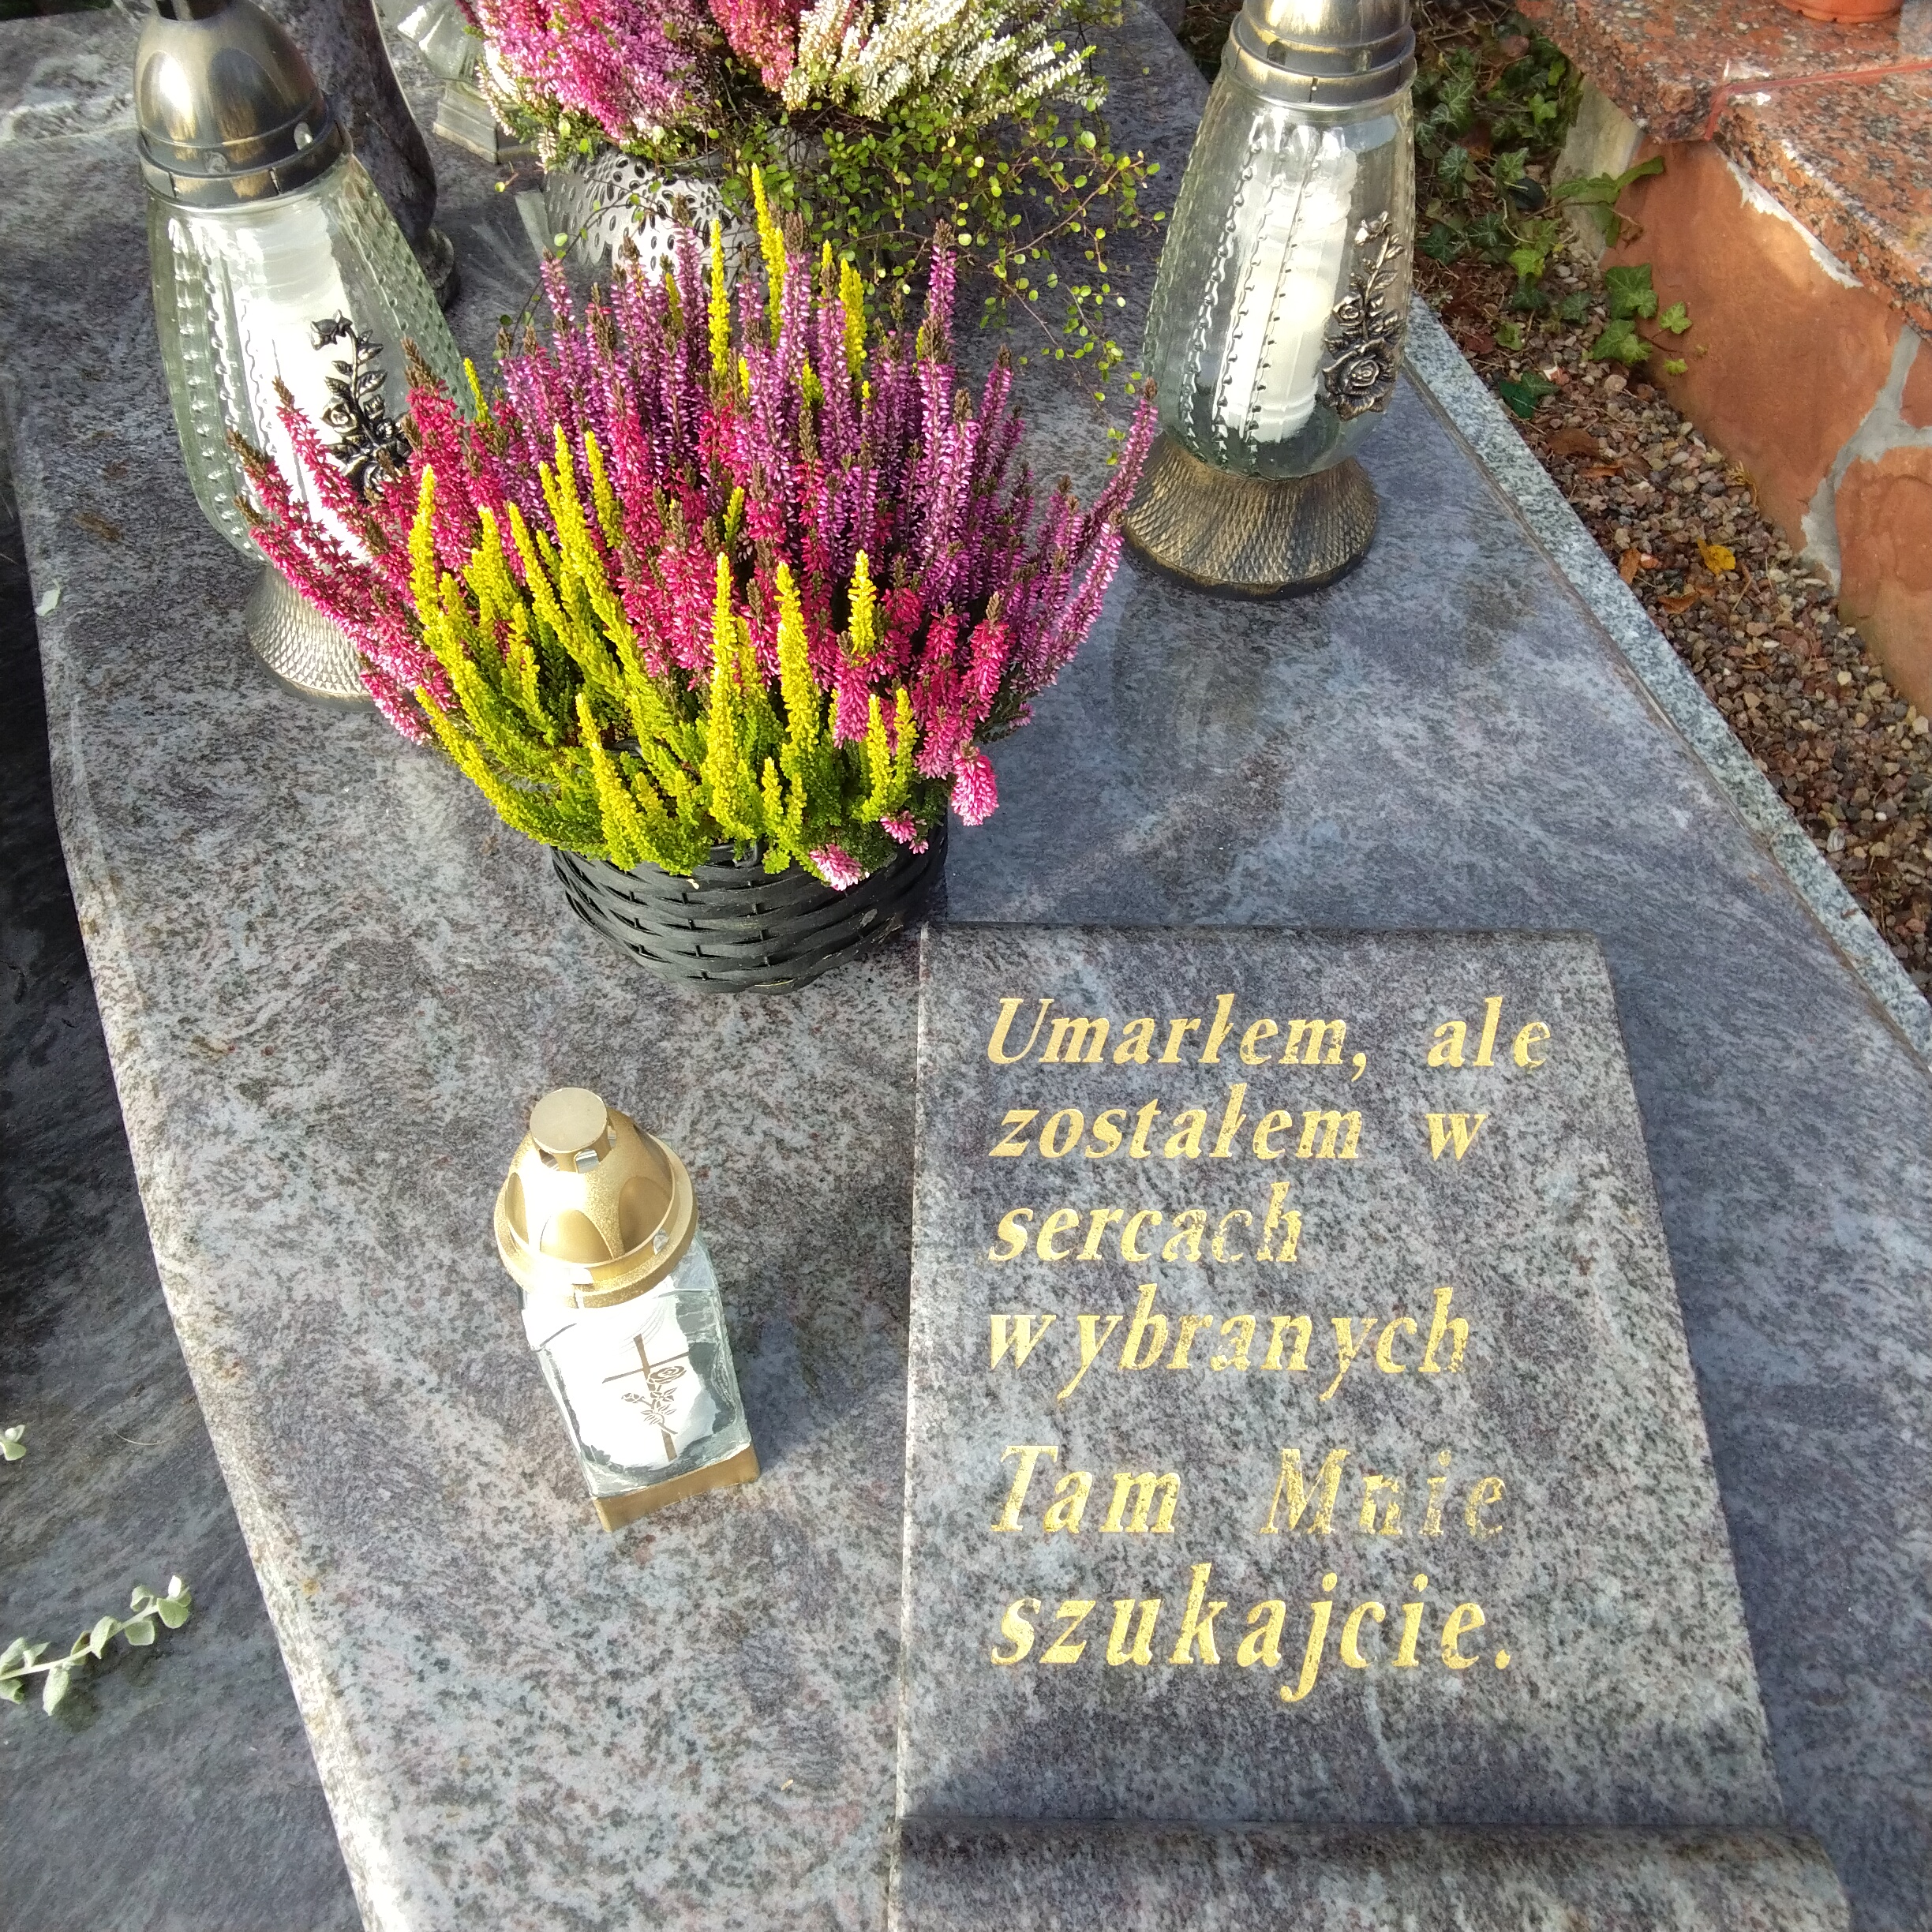 Umarłem, ale
zostałem w
sercach
wybranych
Tam Mnie
szukajcie.